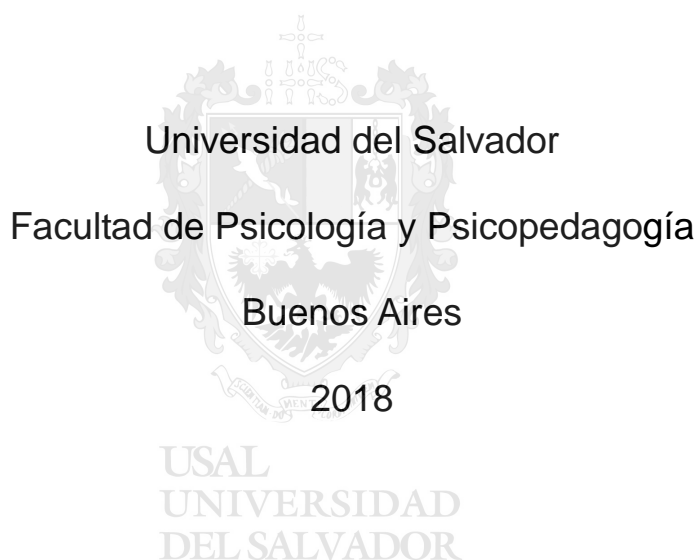 Universidad del Salvador
Facultad de Psicología y Psicopedagogía
Buenos Aires
2018
USAL
UNIVERSIDAD
DEL SALVADOR